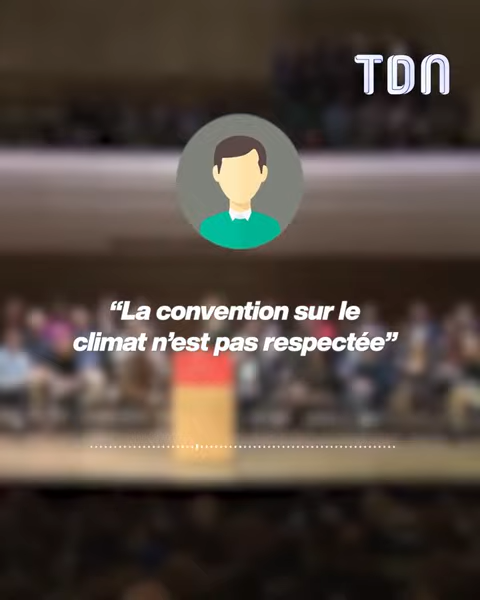 TDN
“La convention sur le
climat n’est pas respectée”